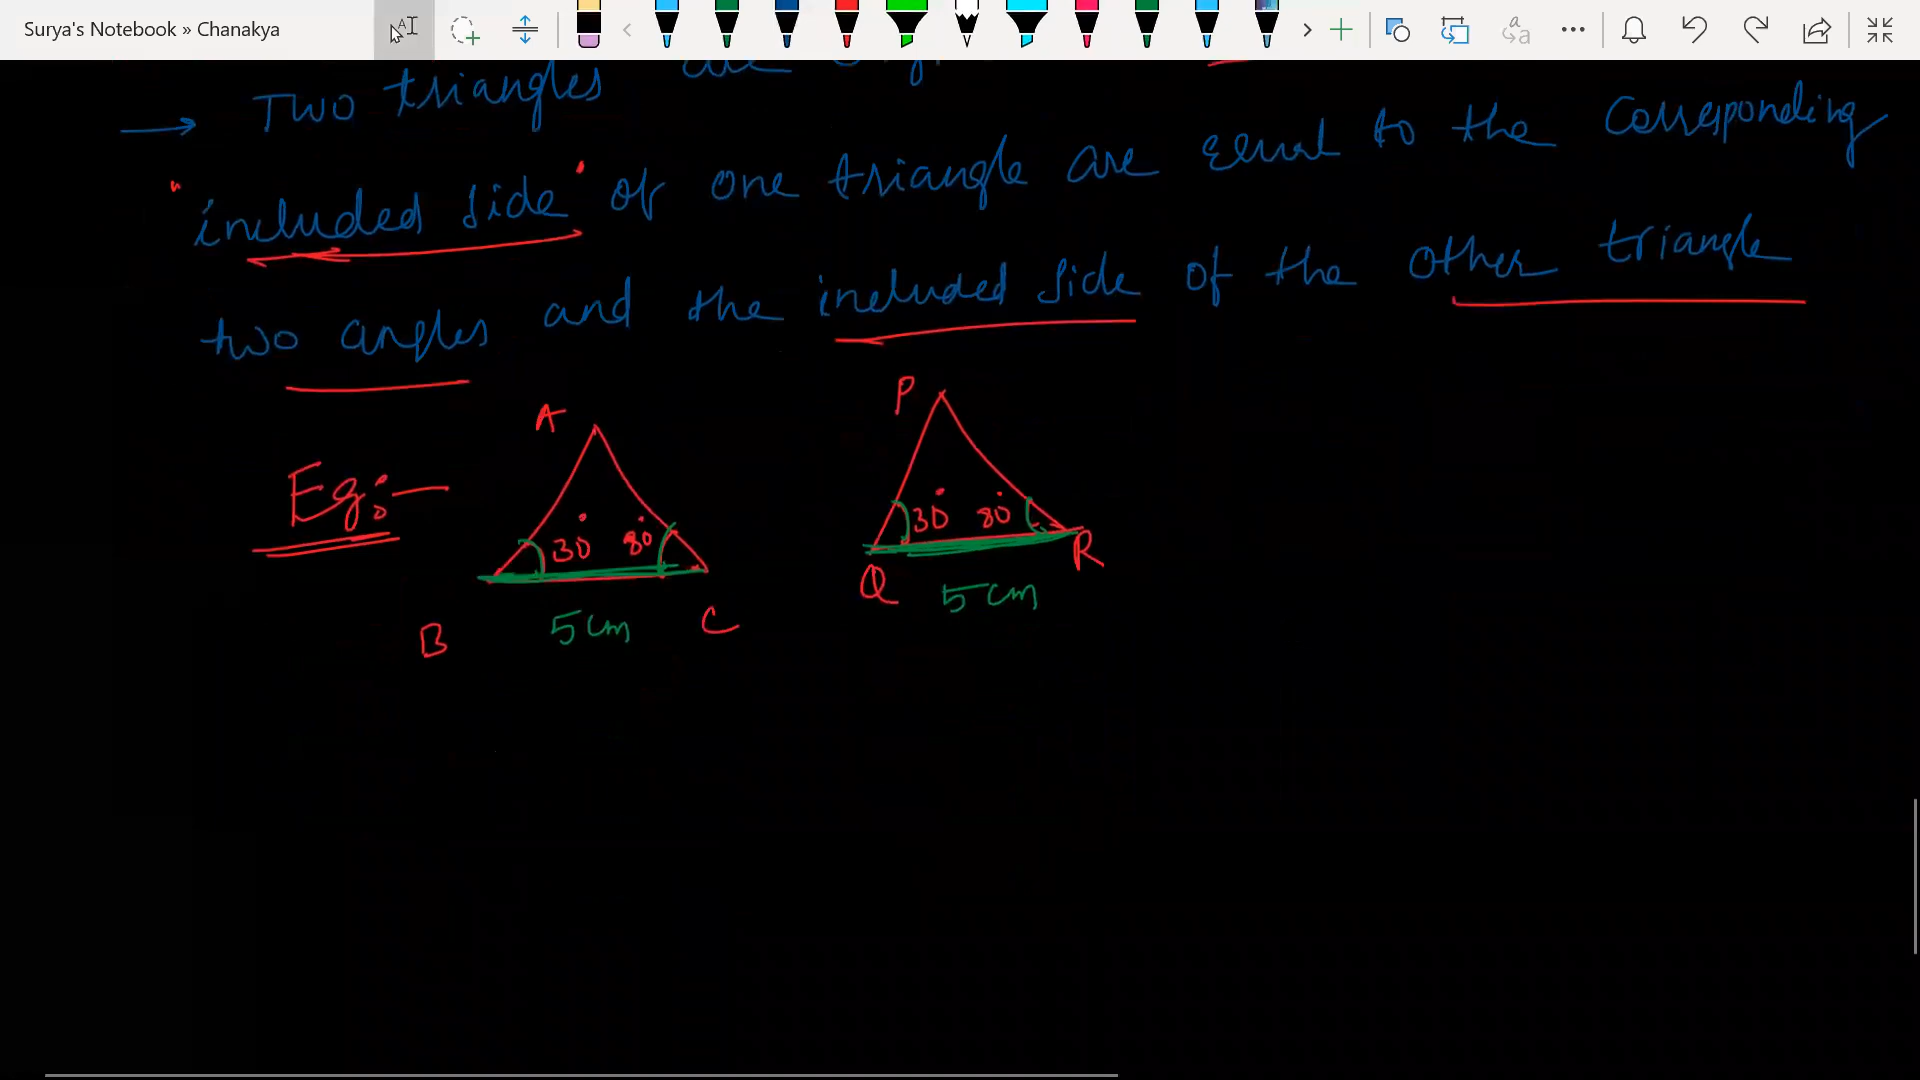 Surya's Notebook » Chanakya
→ Two triangles are
"included side" of one triangle are equal to the corresponding
two angles and the included side of the other triangle
Eg:-
A
P
30° 80°
30° 80°
B
5 cm
C
Q
5 cm
R